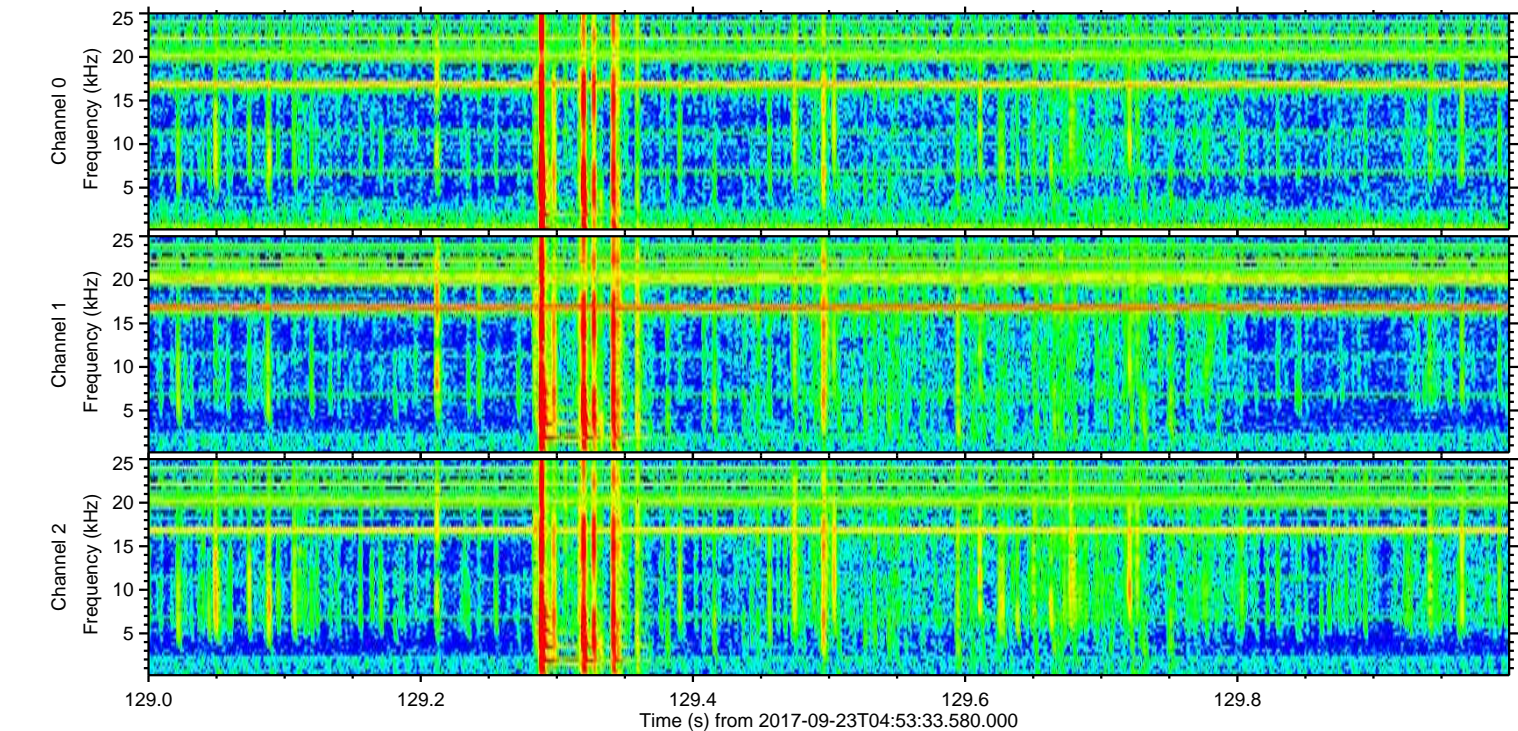 25
20
15
10
5
Channel 0
Frequency (kHz)
25
20
15
10
5
Channel 1
Frequency (kHz)
25
20
15
10
5
Channel 2
Frequency (kHz)
129.0 129.2 129.4 129.6 129.8
Time (s) from 2017-09-23T04:53:33.580.000